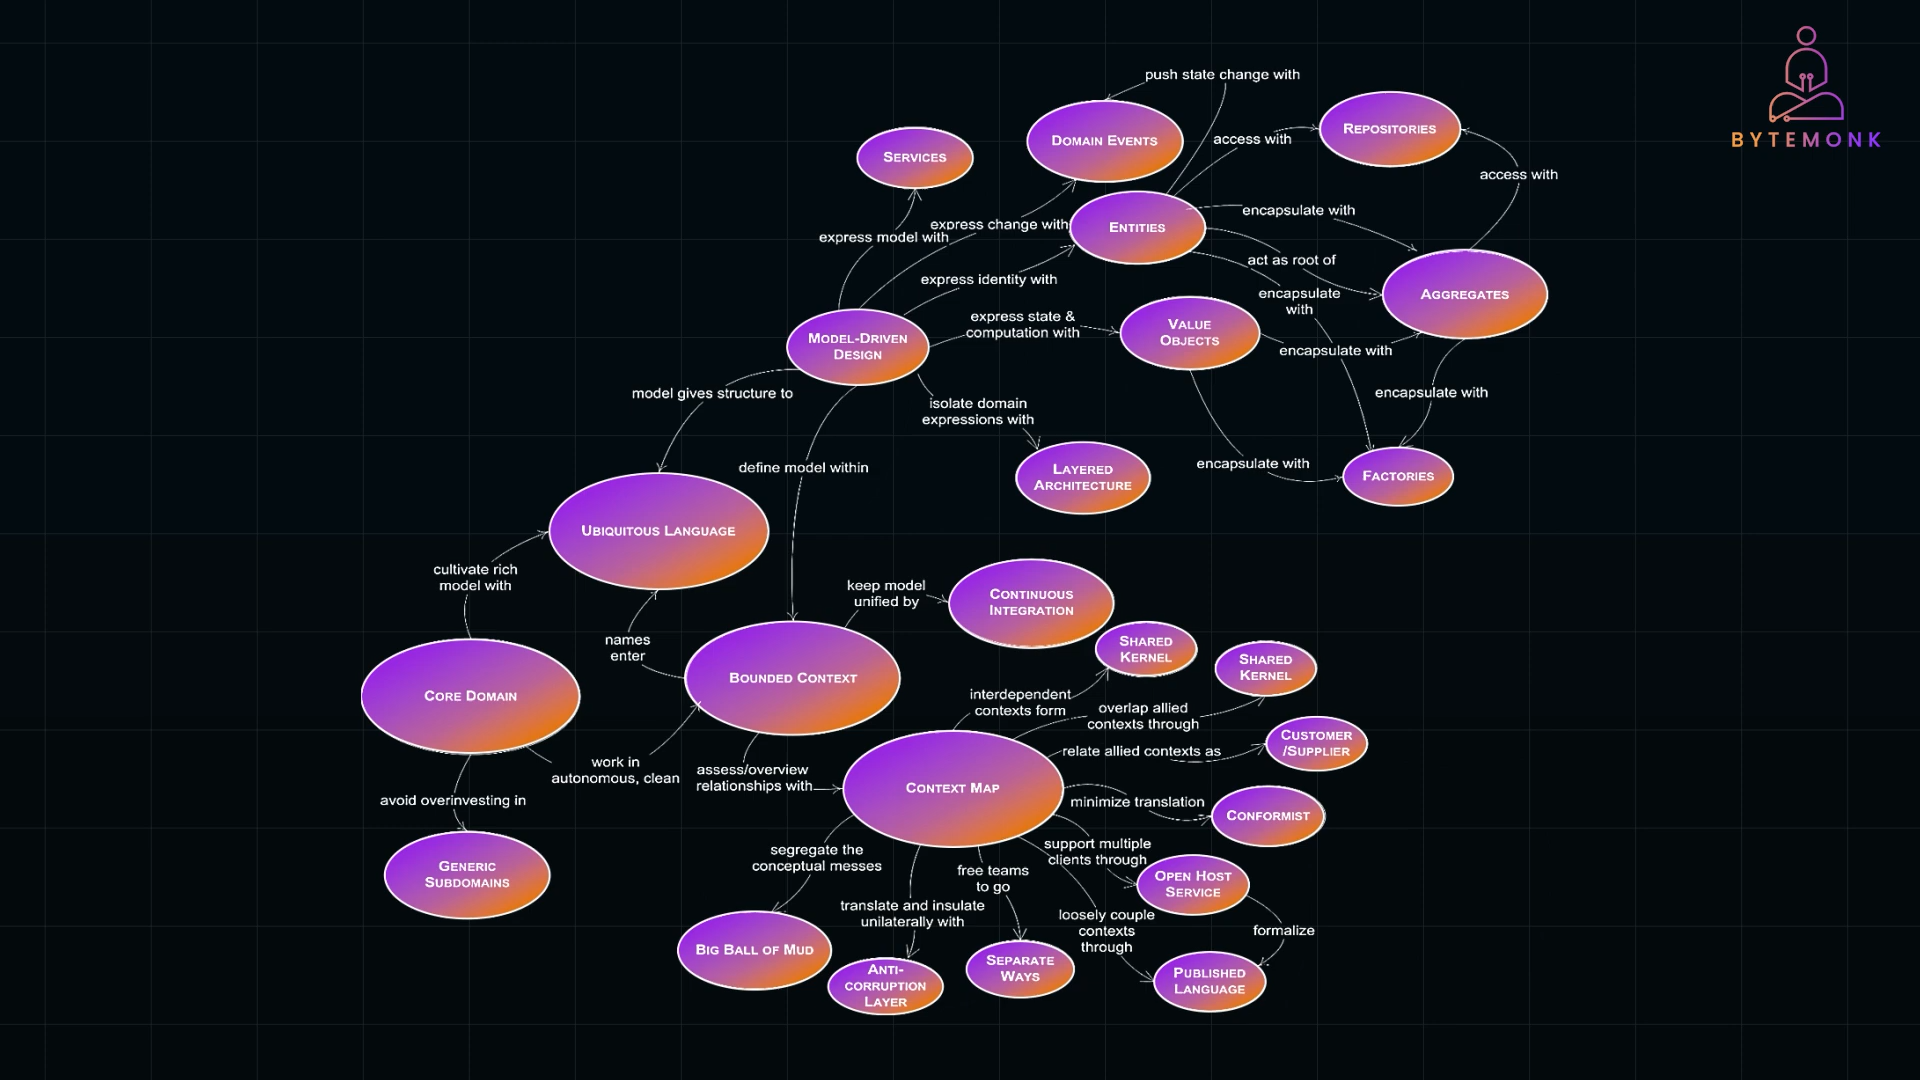 push state change with
BYTEMONK
DOMAIN EVENTS
REPOSITORIES
access with
SERVICES
access with
express change with
ENTITIES
encapsulate with
express model with
act as root of
express identity with
encapsulate
with
AGGREGATES
express state &
computation with
VALUE
OBJECTS
MODEL-DRIVEN
DESIGN
encapsulate with
model gives structure to
encapsulate with
isolate domain
expressions with
define model within
LAYERED
ARCHITECTURE
encapsulate with
FACTORIES
UBIQUITOUS LANGUAGE
cultivate rich
model with
keep model
unified by
CONTINUOUS
INTEGRATION
names
enter
SHARED
KERNEL
SHARED
KERNEL
CORE DOMAIN
BOUNDED CONTEXT
interdependent
contexts form
overlap allied
contexts through
relate allied contexts as
CUSTOMER
/SUPPLIER
work in
autonomous, clean
assess/overview
relationships with
CONTEXT MAP
minimize translation
CONFORMIST
avoid overinvesting in
support multiple
clients through
segregate the
conceptual messes
free teams
to go
GENERIC
SUBDOMAINS
OPEN HOST
SERVICE
translate and insulate
unilaterally with
loosely couple
contexts
through
formalize
BIG BALL OF MUD
ANTI-
CORRUPTION
LAYER
SEPARATE
WAYS
PUBLISHED
LANGUAGE